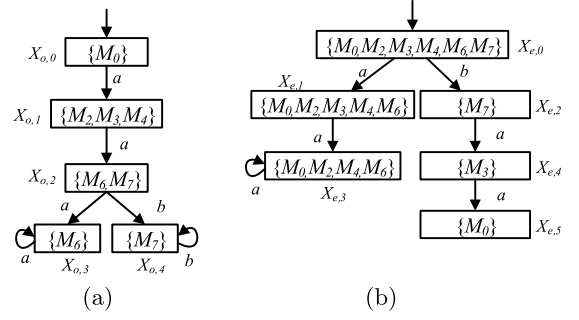 X_{o,0} {M_0}
a
X_{o,1} {M_2,M_3,M_4}
a
X_{o,2} {M_6,M_7}
a b
a {M_6} {M_7} b
X_{o,3} X_{o,4}
(a)
{M_0,M_2,M_3,M_4,M_6,M_7} X_{e,0}
a b
X_{e,1}
{M_0,M_2,M_3,M_4,M_6} {M_7} X_{e,2}
a a
a {M_0,M_2,M_4,M_6} {M_3} X_{e,4}
X_{e,3} a
{M_0} X_{e,5}
(b)